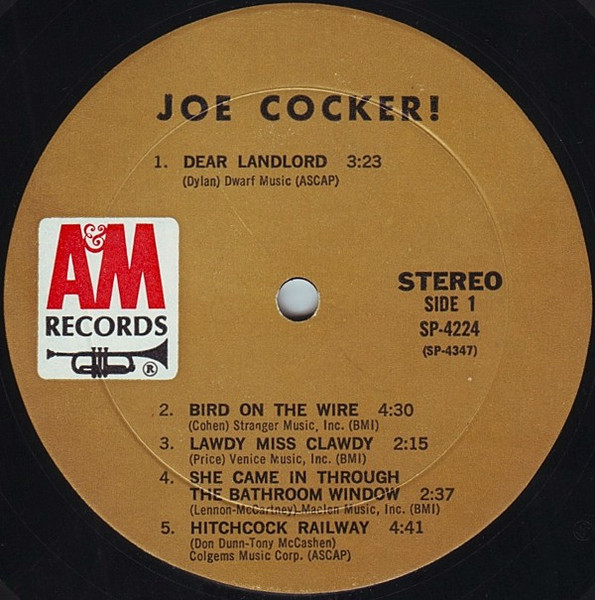 JOE COCKER!
1. DEAR LANDLORD 3:23
(Dylan) Dwarf Music (ASCAP)
A&M
RECORDS
®
STEREO
SIDE 1
SP-4224
(SP-4347)
2. BIRD ON THE WIRE 4:30
(Cohen) Stranger Music, Inc. (BMI)
3. LAWDY MISS CLAWDY 2:15
(Price) Venice Music, Inc. (BMI)
4. SHE CAME IN THROUGH
THE BATHROOM WINDOW 2:37
(Lennon-McCartney) Maclen Music, Inc. (BMI)
5. HITCHCOCK RAILWAY 4:41
(Don Dunn-Tony McCashen)
Colgems Music Corp. (ASCAP)